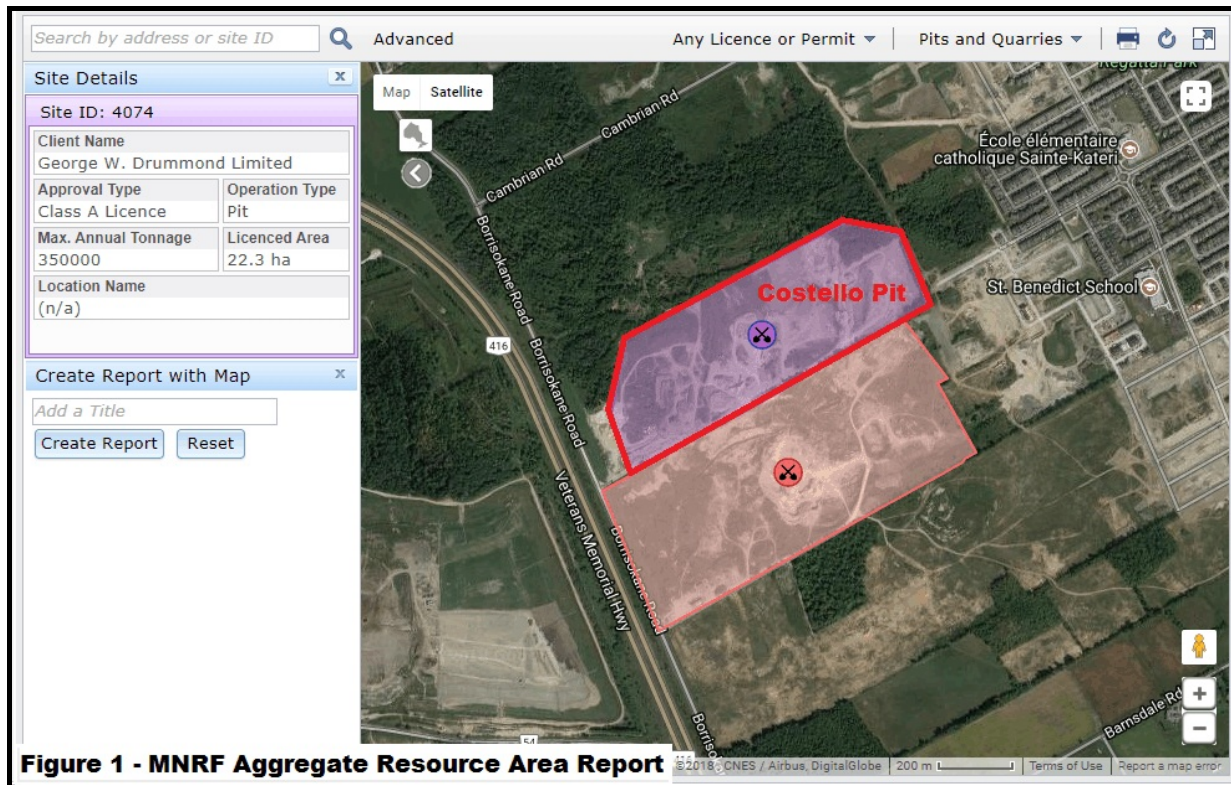 Search by address or site ID
Advanced
Any Licence or Permit
Pits and Quarries
Site Details
x
Site ID: 4074
Client Name
George W. Drummond Limited
Approval Type
Operation Type
Class A Licence
Pit
Max. Annual Tonnage
Licenced Area
350000
22.3 ha
Location Name
(n/a)
Create Report with Map
x
Add a Title
Create Report
Reset
Map
Satellite
Cambrian Rd
Cambrian Rd
École élémentaire
catholique Sainte-Kateri
Borrisokane Road
Borrisokane Road
Costello Pit
St. Benedict School
416
Veterans Memorial Hwy
Borrisokane Road
Barnsdale Rd
+
−
54
Figure 1 - MNRF Aggregate Resource Area Report
©2018 CNES / Airbus, DigitalGlobe
200 m
Terms of Use
Report a map error